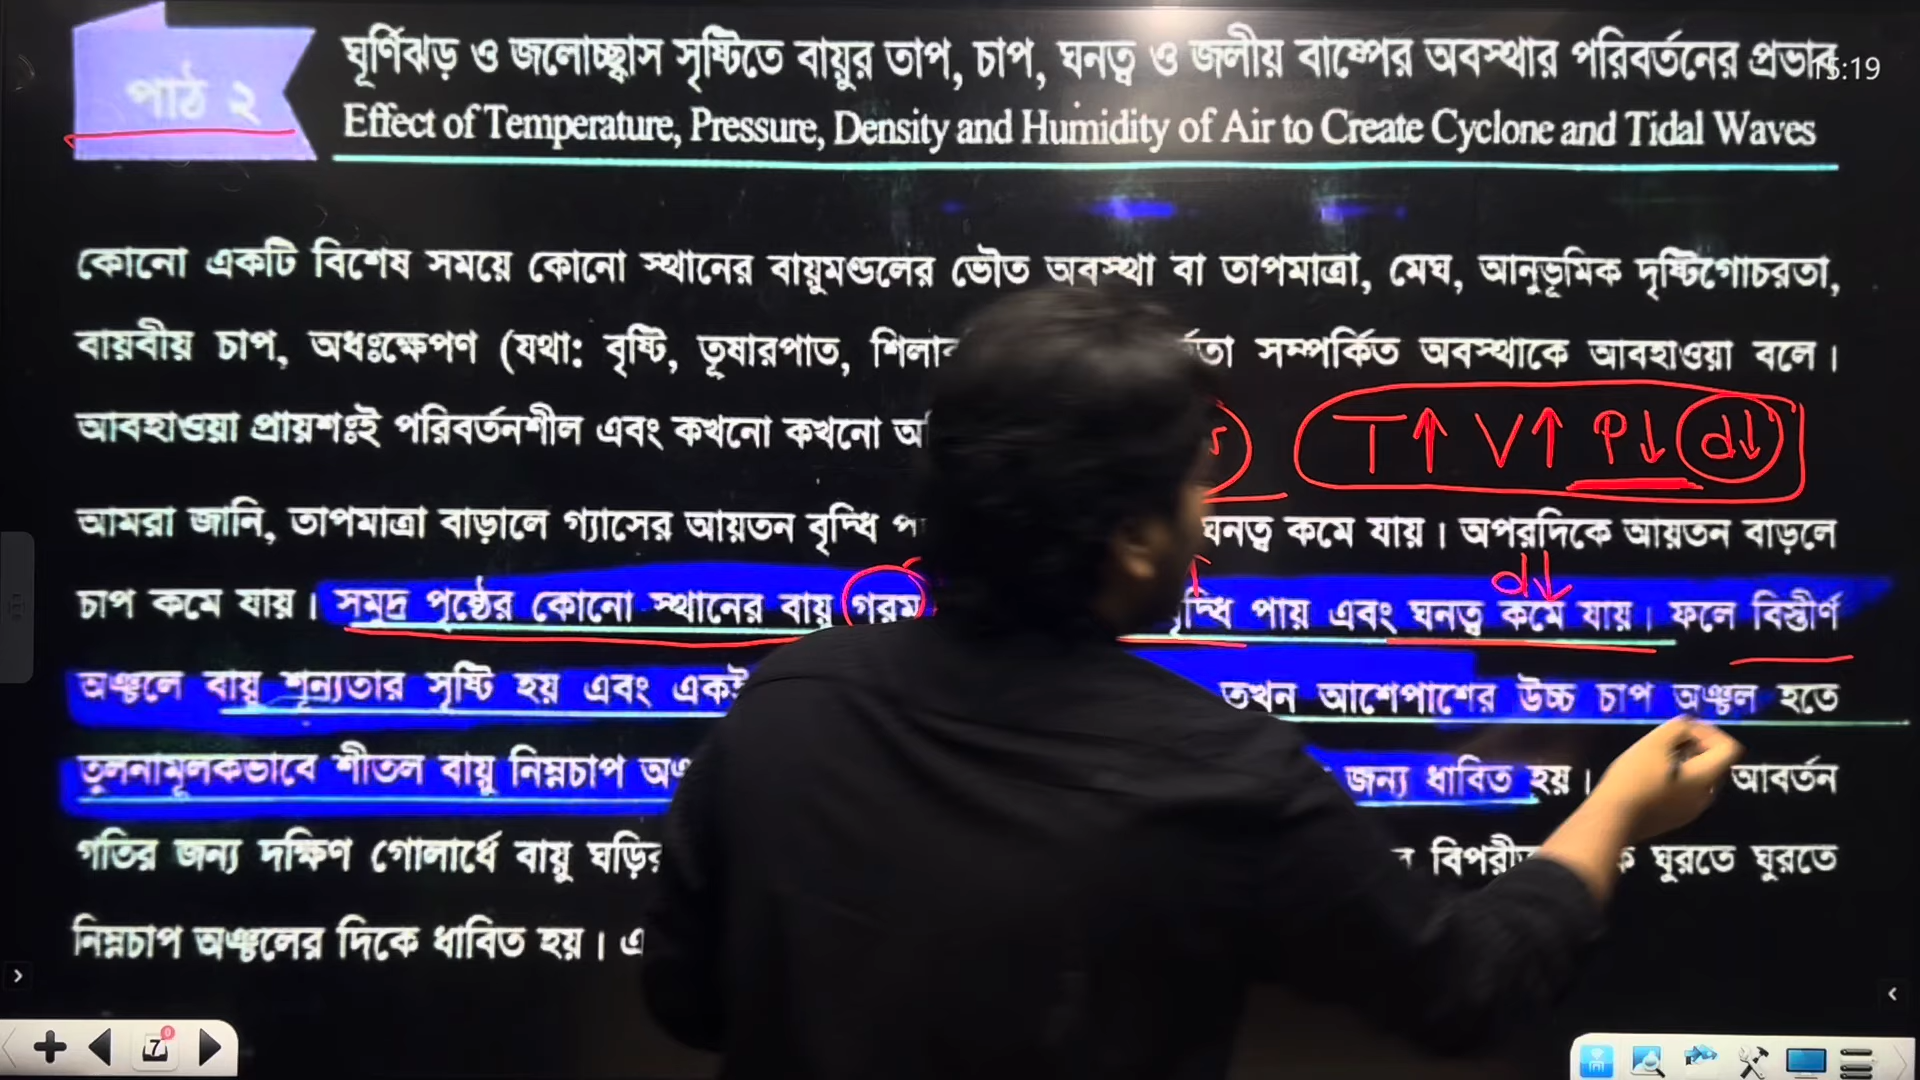 পাঠ ২
ঘূর্ণিঝড় ও জলোচ্ছ্বাস সৃষ্টিতে বায়ুর তাপ, চাপ, ঘনত্ব ও জলীয় বাষ্পের অবস্থার পরিবর্তনের প্রভাব
15:19
Effect of Temperature, Pressure, Density and Humidity of Air to Create Cyclone and Tidal Waves
কোনো একটি বিশেষ সময়ে কোনো স্থানের বায়ুমণ্ডলের ভৌত অবস্থা বা তাপমাত্রা, মেঘ, আনুভূমিক দৃষ্টিগোচরতা,
বায়বীয় চাপ, অধঃক্ষেপণ (যথা: বৃষ্টি, তূষারপাত, সম্পর্কিত অবস্থাকে আবহাওয়া বলে।
আবহাওয়া প্রায়শঃই পরিবর্তনশীল এবং কখনো কখনো
T↑ V↑ P↓ d↓
আমরা জানি, তাপমাত্রা বাড়ালে গ্যাসের আয়তন বৃদ্ধি ঘনত্ব কমে যায়। অপরদিকে আয়তন বাড়লে
d↓
চাপ কমে যায়। সমুদ্র পৃষ্ঠের কোনো স্থানের বায়ু গরম পায় এবং ঘনত্ব কমে যায়। ফলে বিস্তীর্ণ
অঞ্চলে বায়ু শূন্যতার সৃষ্টি হয় এবং তখন আশেপাশের উচ্চ চাপ অঞ্চল হতে
তুলনামূলকভাবে শীতল বায়ু নিম্নচাপ জন্য ধাবিত হয়। আবর্তন
গতির জন্য দক্ষিণ গোলার্ধে বায়ু ঘুরতে ঘুরতে
নিম্নচাপ অঞ্চলের দিকে ধাবিত হয়।
7
0